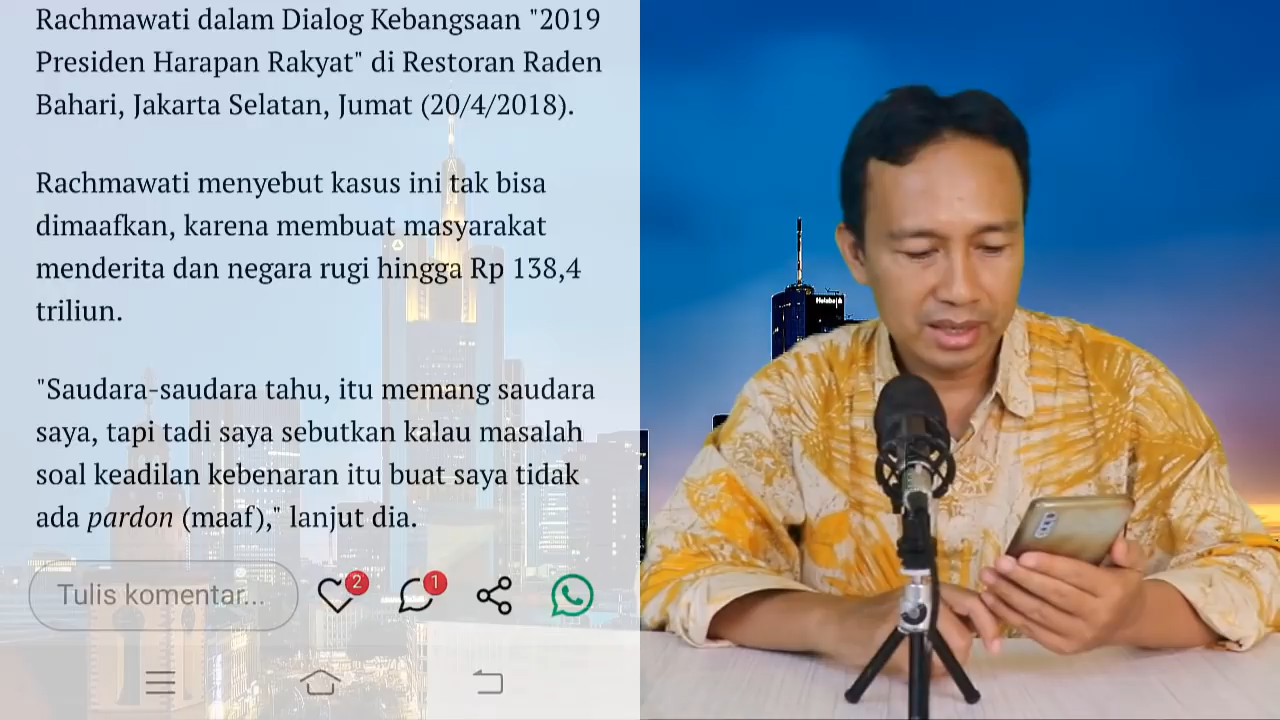 Rachmawati dalam Dialog Kebangsaan "2019
Presiden Harapan Rakyat" di Restoran Raden
Bahari, Jakarta Selatan, Jumat (20/4/2018).
Rachmawati menyebut kasus ini tak bisa
dimaafkan, karena membuat masyarakat
menderita dan negara rugi hingga Rp 138,4
triliun.
"Saudara-saudara tahu, itu memang saudara
saya, tapi tadi saya sebutkan kalau masalah
soal keadilan kebenaran itu buat saya tidak
ada pardon (maaf)," lanjut dia.
Tulis komentar...
2
1
Helaba